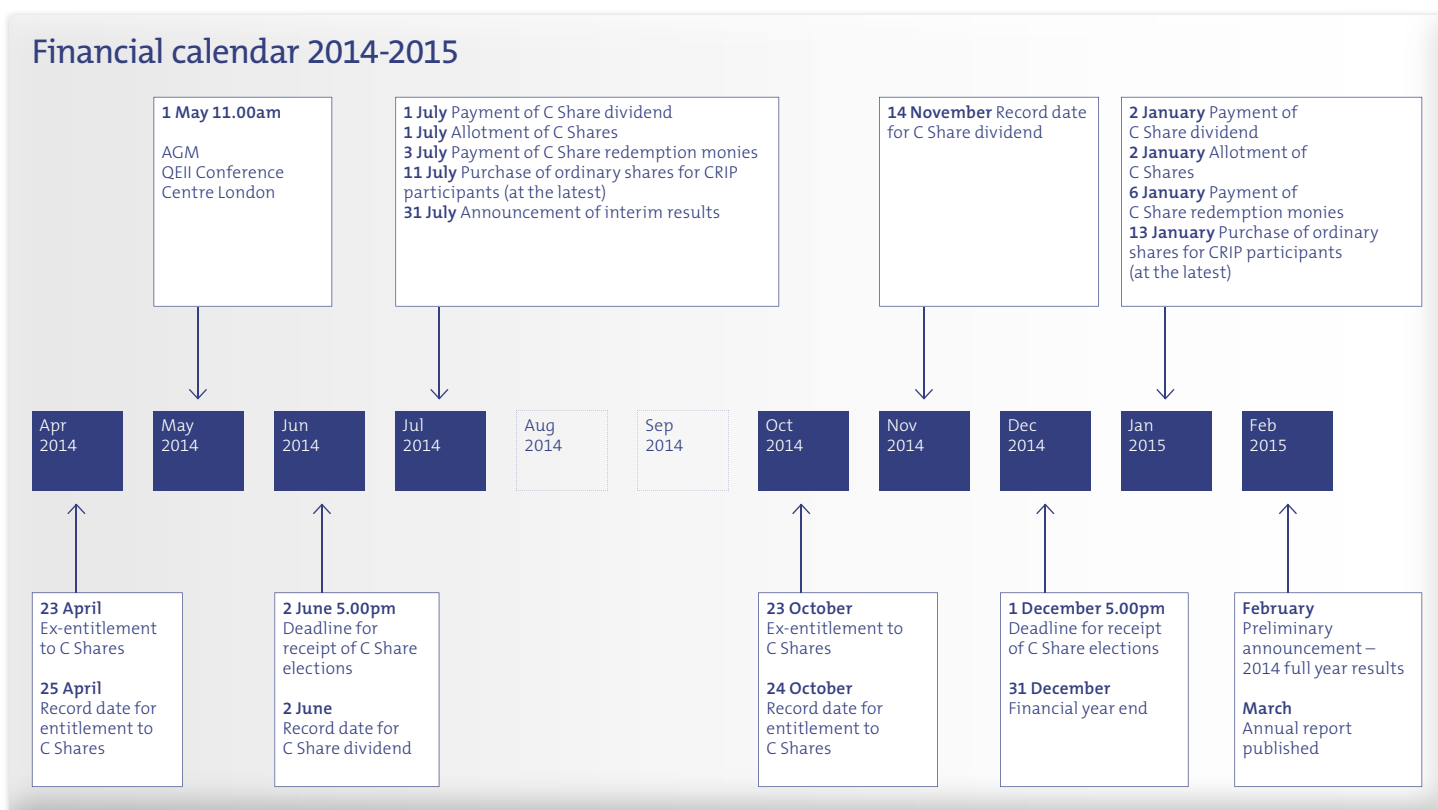 Financial calendar 2014-2015
1 May 11.00am
AGM
QEII Conference
Centre London
1 July Payment of C Share dividend
1 July Allotment of C Shares
3 July Payment of C Share redemption monies
11 July Purchase of ordinary shares for CRIP
participants (at the latest)
31 July Announcement of interim results
14 November Record date
for C Share dividend
2 January Payment of
C Share dividend
2 January Allotment of
C Shares
6 January Payment of
C Share redemption monies
13 January Purchase of ordinary
shares for CRIP participants
(at the latest)
Apr
2014
May
2014
Jun
2014
Jul
2014
Aug
2014
Sep
2014
Oct
2014
Nov
2014
Dec
2014
Jan
2015
Feb
2015
23 April
Ex-entitlement
to C Shares
25 April
Record date for
entitlement to
C Shares
2 June 5.00pm
Deadline for
receipt of C Share
elections
2 June
Record date for
C Share dividend
23 October
Ex-entitlement to
C Shares
24 October
Record date for
entitlement to
C Shares
1 December 5.00pm
Deadline for receipt
of C Share elections
31 December
Financial year end
February
Preliminary
announcement –
2014 full year results
March
Annual report
published